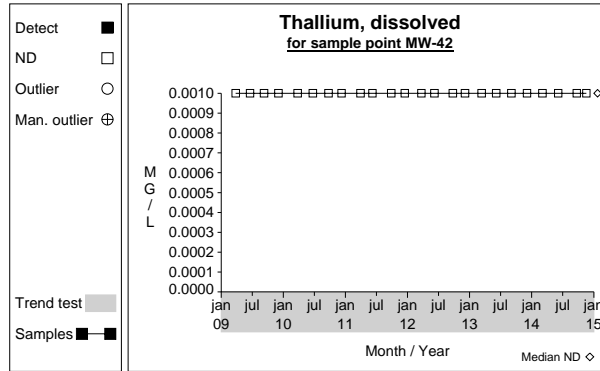 Detect
ND
Outlier
Man. outlier
Trend test
Samples
Thallium, dissolved
for sample point MW-42
0.0010
0.0009
0.0008
0.0007
0.0006
0.0005
0.0004
0.0003
0.0002
0.0001
0.0000
M
G
/
L
jan jul jan jul jan jul jan jul jan jul jan jul jan
09 10 11 12 13 14 15
Month / Year
Median ND